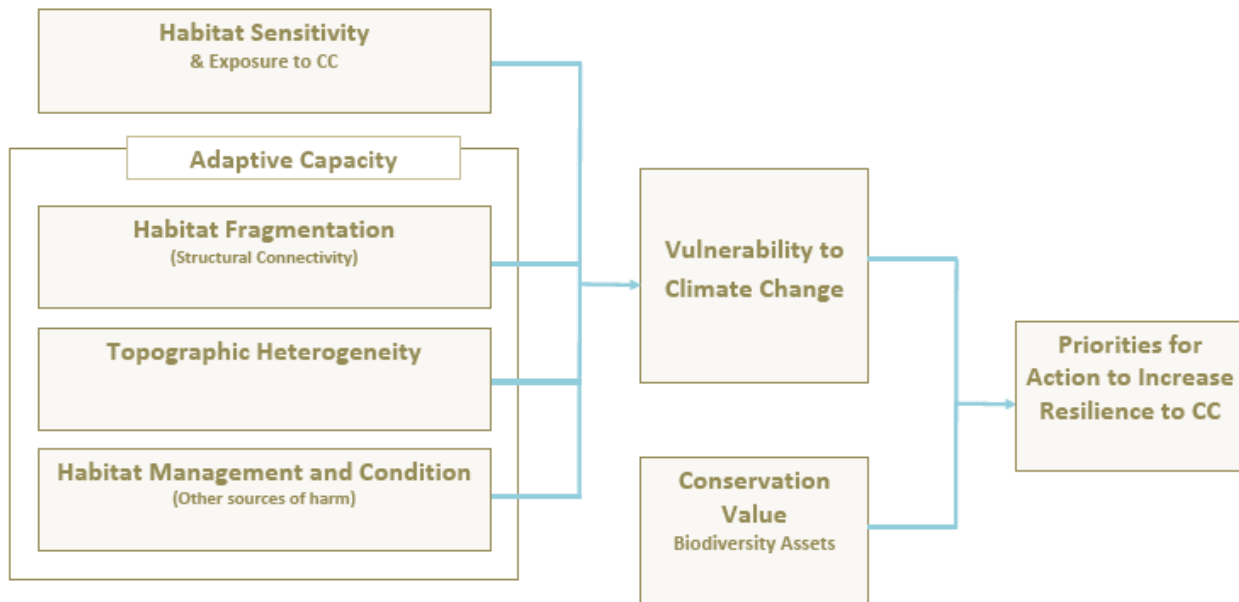 Habitat Sensitivity
& Exposure to CC
Adaptive Capacity
Habitat Fragmentation
(Structural Connectivity)
Topographic Heterogeneity
Habitat Management and Condition
(Other sources of harm)
Vulnerability to
Climate Change
Conservation
Value
Biodiversity Assets
Priorities for
Action to Increase
Resilience to CC